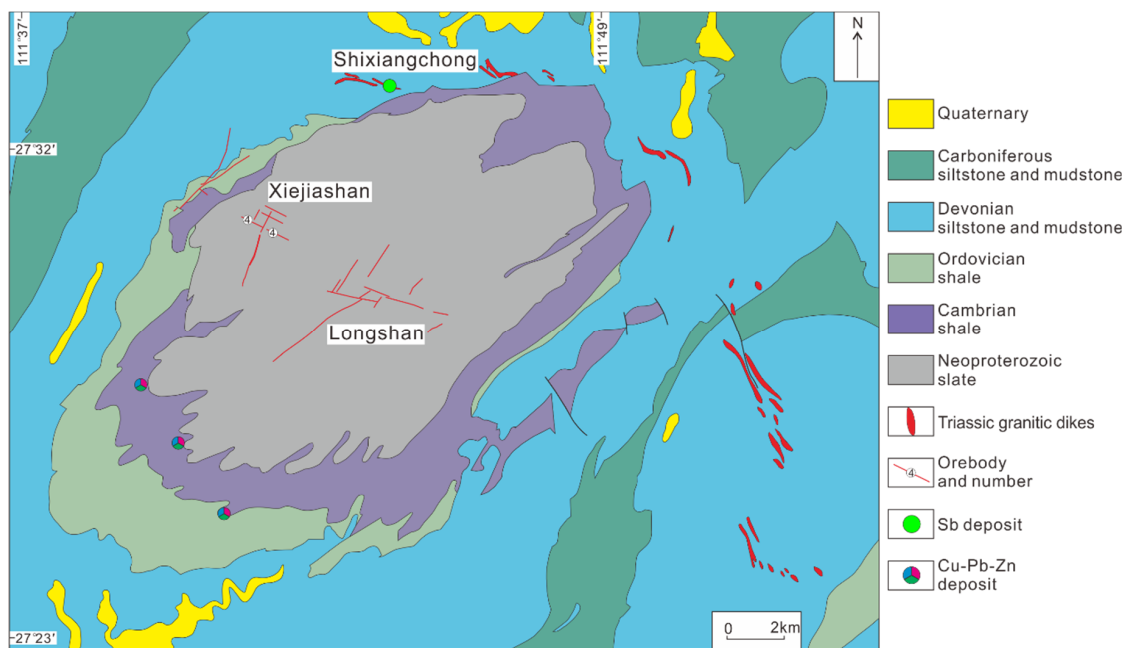 111°37′
111°49′
N
Shixiangchong
27°32′
Xiejiashan
4
4
Longshan
27°23′
0 2km
Quaternary
Carboniferous
siltstone and mudstone
Devonian
siltstone and mudstone
Ordovician
shale
Cambrian
shale
Neoproterozoic
slate
Triassic granitic dikes
4
Orebody
and number
Sb deposit
Cu-Pb-Zn
deposit